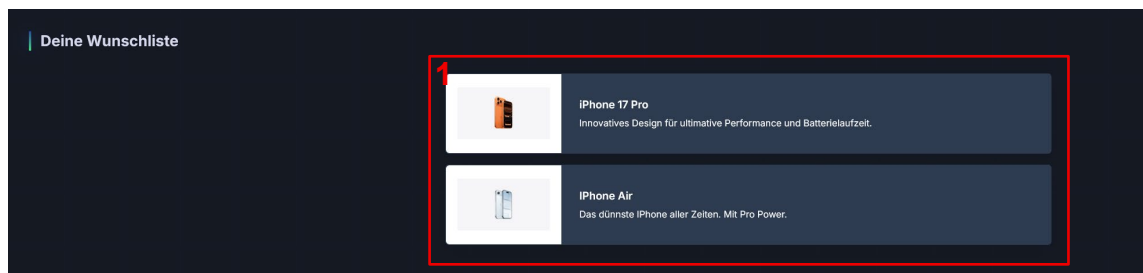 Deine Wunschliste
1
iPhone 17 Pro
Innovatives Design für ultimative Performance und Batterielaufzeit.
IPhone Air
Das dünnste IPhone aller Zeiten. Mit Pro Power.